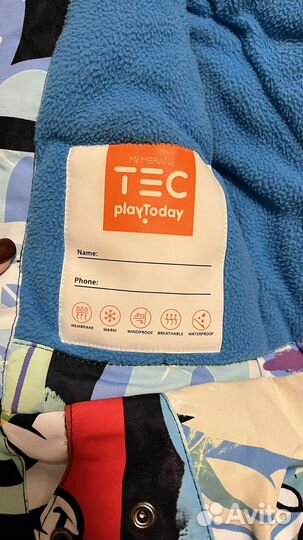 MEMBRANE
TEC
playToday
Name:
Phone:
MEMBRANE WARM WINDPROOF BREATHABLE WATERPROOF
Avito